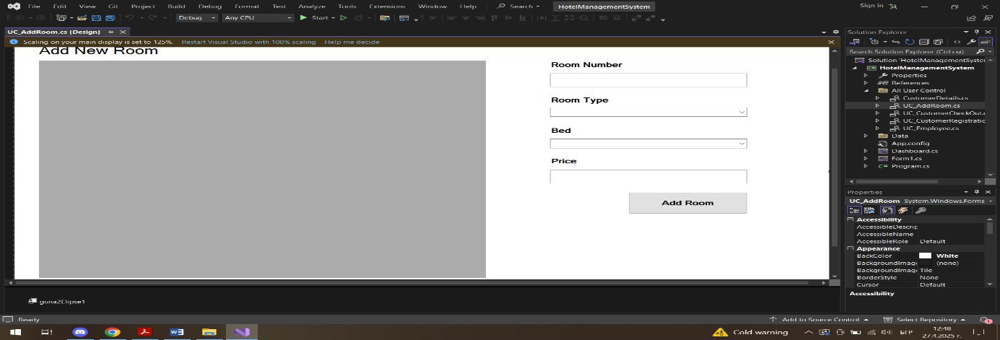 File Edit View Git Project Build Debug Format Test Analyze Tools Extensions Window Help Search HotelManagementSystem Sign in
Debug Any CPU Start
UC_AddRoom.cs [Design]
Scaling on your main display is set to 125%. Restart Visual Studio with 100% scaling Help me decide
Add New Room
Room Number
Room Type
Bed
Price
Add Room
guna2Elipse1
Solution Explorer
Search Solution Explorer (Ctrl+м)
Solution 'HotelManagementSyste
HotelManagementSystem
Properties
References
All User Control
CustomerDetails.cs
UC_AddRoom.cs
UC_CustomerCheckOut.c
UC_CustomerRegistratio
UC_Employee.cs
Data
App.config
Dashboard.cs
Form1.cs
C# Program.cs
Properties
UC_AddRoom System.Windows.Forms
Accessibility
AccessibleDescrip
AccessibleName
AccessibleRole Default
Appearance
BackColor White
BackgroundImage (none)
BackgroundImage Tile
BorderStyle None
Cursor Default
Accessibility
Ready Add to Source Control Select Repository 1
Cold warning БГР 12:48
27.4.2025 г.